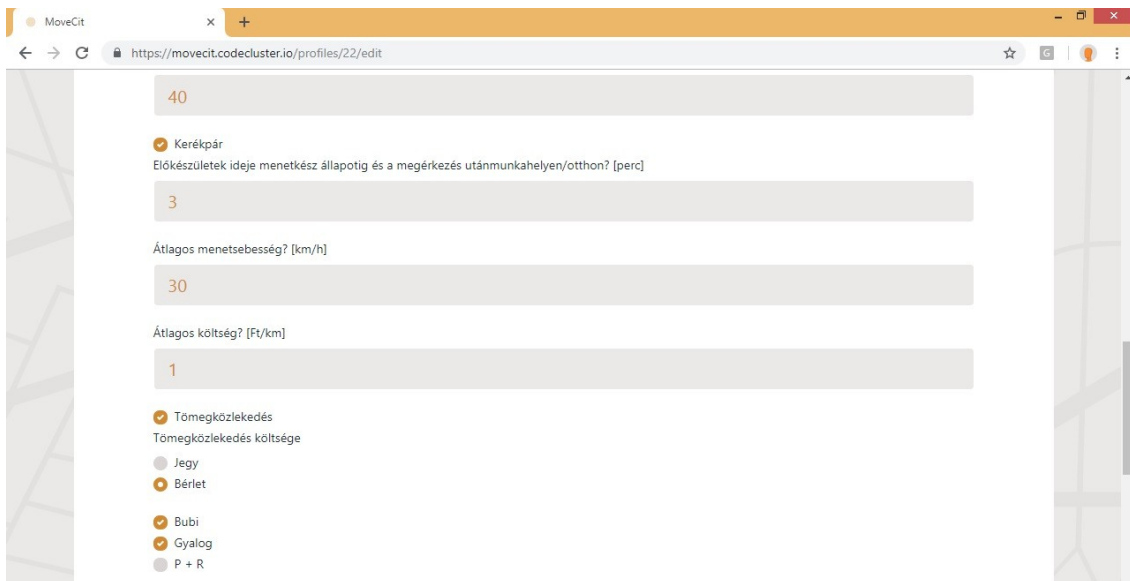 MoveCit
https://movecit.codecluster.io/profiles/22/edit
G
40
Kerékpár
Előkészületek ideje menetkész állapotig és a megérkezés utánmunkahelyen/otthon? [perc]
3
Átlagos menetsebesség? [km/h]
30
Átlagos költség? [Ft/km]
1
Tömegközlekedés
Tömegközlekedés költsége
Jegy
Bérlet
Bubi
Gyalog
P + R